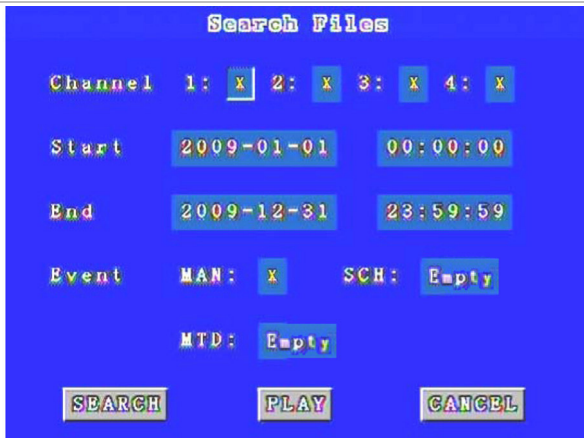 Search Files
Channel 1: X 2: X 3: X 4: X
Start 2009-01-01 00:00:00
End 2009-12-31 23:59:59
Event MAN: X SCH: Empty
MTD: Empty
SEARCH PLAY CANCEL